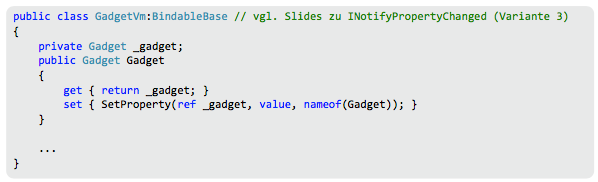 public class GadgetVm:BindableBase // vgl. Slides zu INotifyPropertyChanged (Variante 3)
{
private Gadget _gadget;
public Gadget Gadget
{
get { return _gadget; }
set { SetProperty(ref _gadget, value, nameof(Gadget)); }
}
...
}